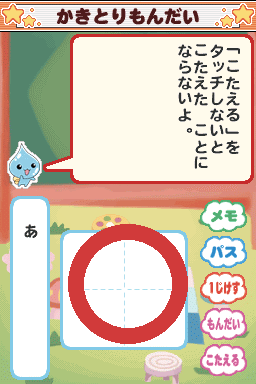 かきとりもんだい
「こたえる」を
タッチしないと
こたえた　ことに
ならないよ。
あ
メモ
パス
1じけす
もんだい
こたえる